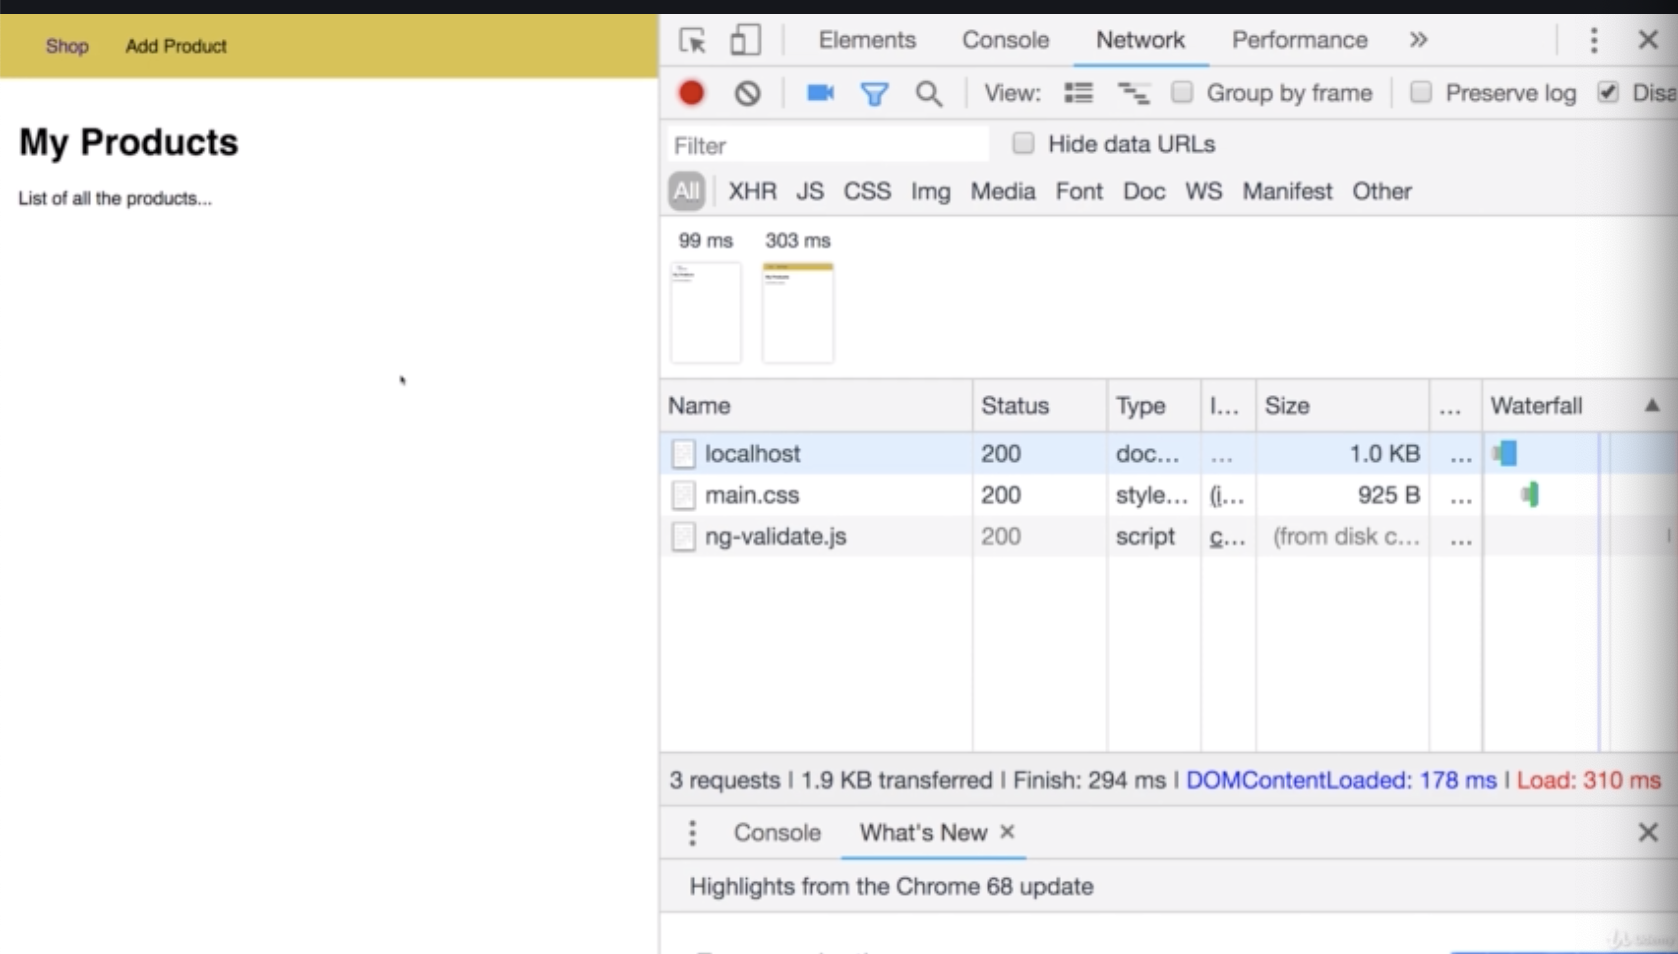 Shop Add Product
My Products
List of all the products...
Elements Console Network Performance »
View: Group by frame Preserve log Disa
Filter Hide data URLs
All XHR JS CSS Img Media Font Doc WS Manifest Other
99 ms 303 ms
Name Status Type I... Size ... Waterfall
localhost 200 doc... ... 1.0 KB ...
main.css 200 style... (i... 925 B ...
ng-validate.js 200 script c... (from disk c... ...
3 requests | 1.9 KB transferred | Finish: 294 ms | DOMContentLoaded: 178 ms | Load: 310 ms
Console What's New
Highlights from the Chrome 68 update